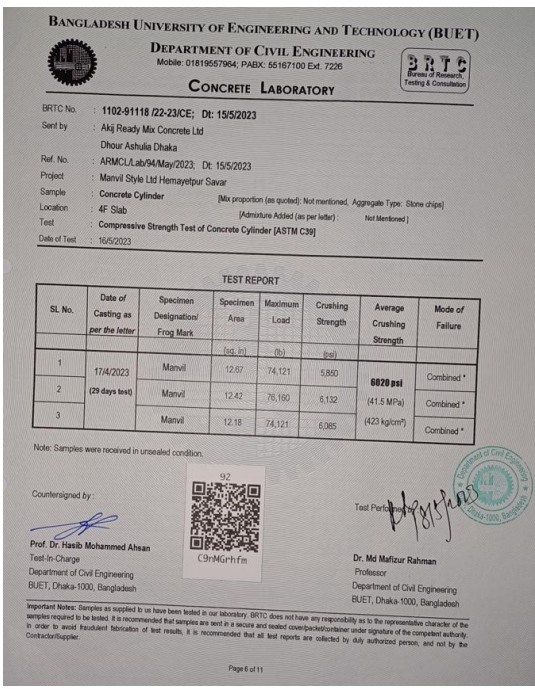 BANGLADESH UNIVERSITY OF ENGINEERING AND TECHNOLOGY (BUET)
DEPARTMENT OF CIVIL ENGINEERING
Mobile: 01819557964; PABX: 55167100 Ext. 7226
BRTC
Bureau of Research,
Testing & Consultation
CONCRETE LABORATORY
BRTC No. : 1102-91118 /22-23/CE; Dt: 15/5/2023
Sent by : Akij Ready Mix Concrete Ltd
Dhour Ashulia Dhaka
Ref. No. : ARMCL/Lab/94/May/2023; Dt: 15/5/2023
Project : Manvil Style Ltd Hemayetpur Savar
Sample : Concrete Cylinder [Mix proportion (as quoted): Not mentioned, Aggregate Type: Stone chips]
Location : 4F Slab [Admixture Added (as per letter) : Not Mentioned ]
Test : Compressive Strength Test of Concrete Cylinder [ASTM C39]
Date of Test : 16/5/2023
TEST REPORT
SL No. Date of Casting as per the letter Specimen Designation/ Frog Mark Specimen Area Maximum Load Crushing Strength Average Crushing Strength Mode of Failure
(sq. in) (lb) (psi)
1 17/4/2023 Manvil 12.67 74,121 5,850 6020 psi Combined *
2 (29 days test) Manvil 12.42 76,160 6,132 (41.5 MPa) Combined *
3 Manvil 12.18 74,121 6,085 (423 kg/cm²) Combined *
Note: Samples were received in unsealed condition.
92
C9nMGrhfm
Countersigned by :
Prof. Dr. Hasib Mohammed Ahsan
Test-In-Charge
Department of Civil Engineering
BUET, Dhaka-1000, Bangladesh
Department of Civil Engineering
Dhaka-1000, Bangladesh
Test Performed
Dr. Md Mafizur Rahman
Professor
Department of Civil Engineering
BUET, Dhaka-1000, Bangladesh
Important Notes: Samples as supplied to us have been tested in our laboratory. BRTC does not have any responsibility as to the representative character of the
samples required to be tested. It is recommended that samples are sent in a secure and sealed cover/packet/container under signature of the competent authority.
In order to avoid fraudulent fabrication of test results, it is recommended that all test reports are collected by duly authorized person, and not by the
Contractor/Supplier.
Page 6 of 11